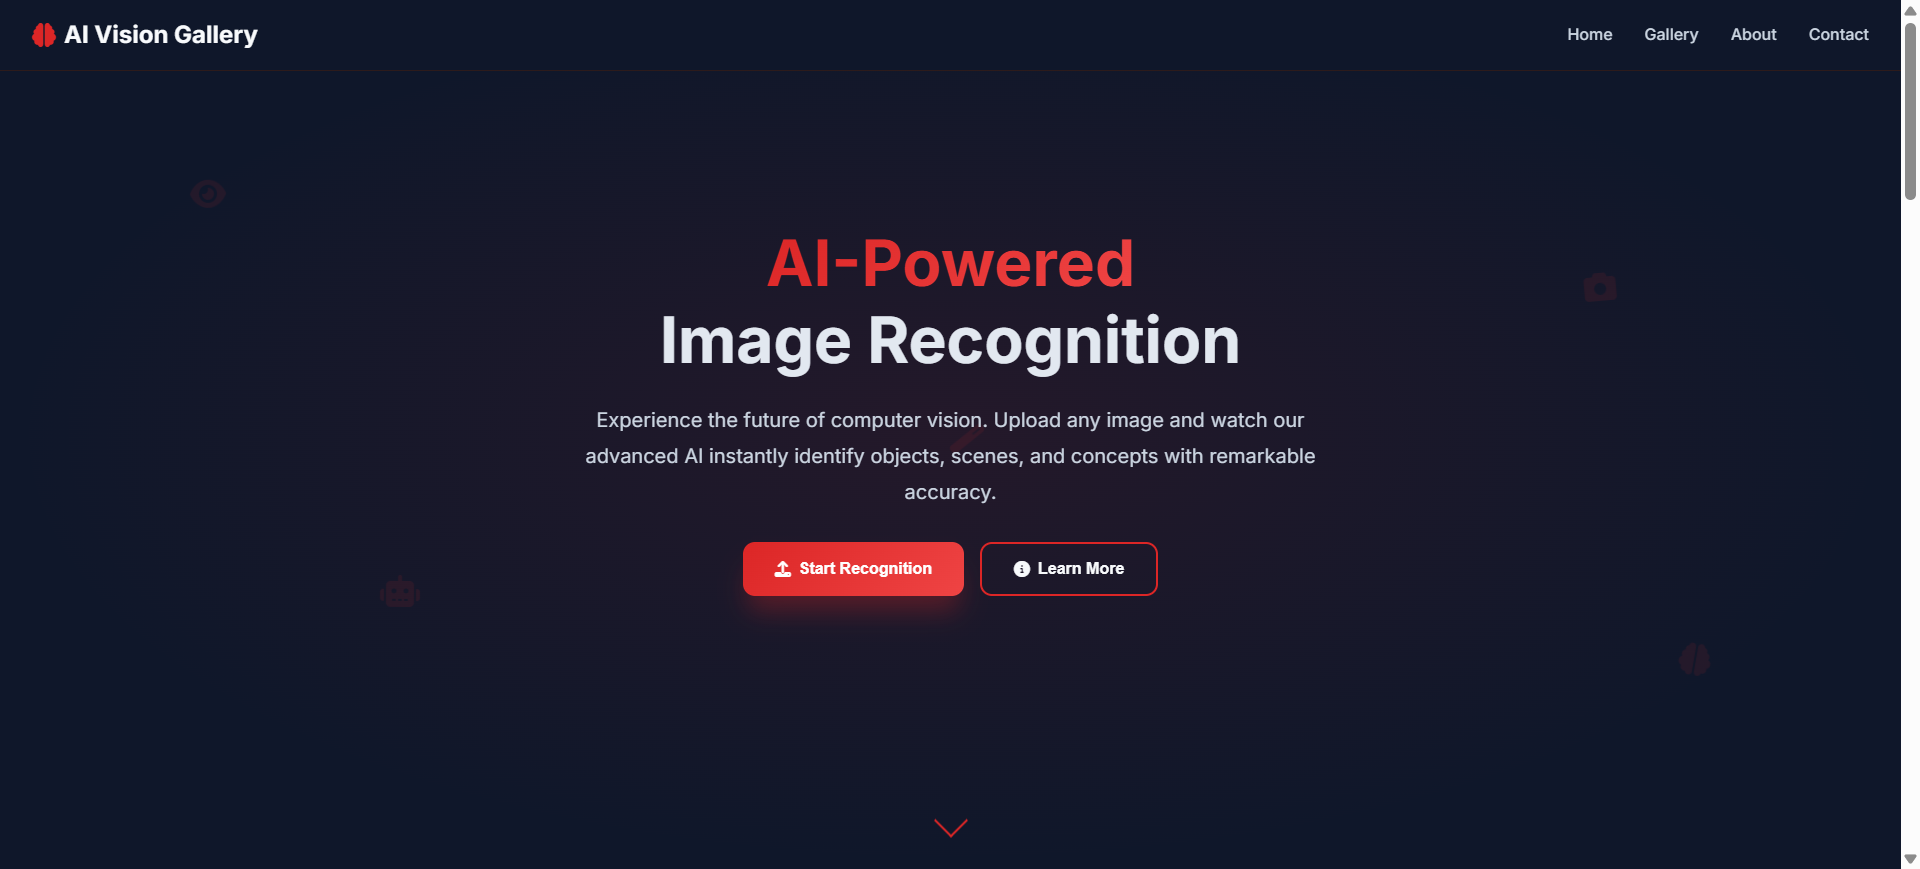 AI Vision Gallery
Home
Gallery
About
Contact
AI-Powered
Image Recognition
Experience the future of computer vision. Upload any image and watch our
advanced AI instantly identify objects, scenes, and concepts with remarkable
accuracy.
Start Recognition
Learn More